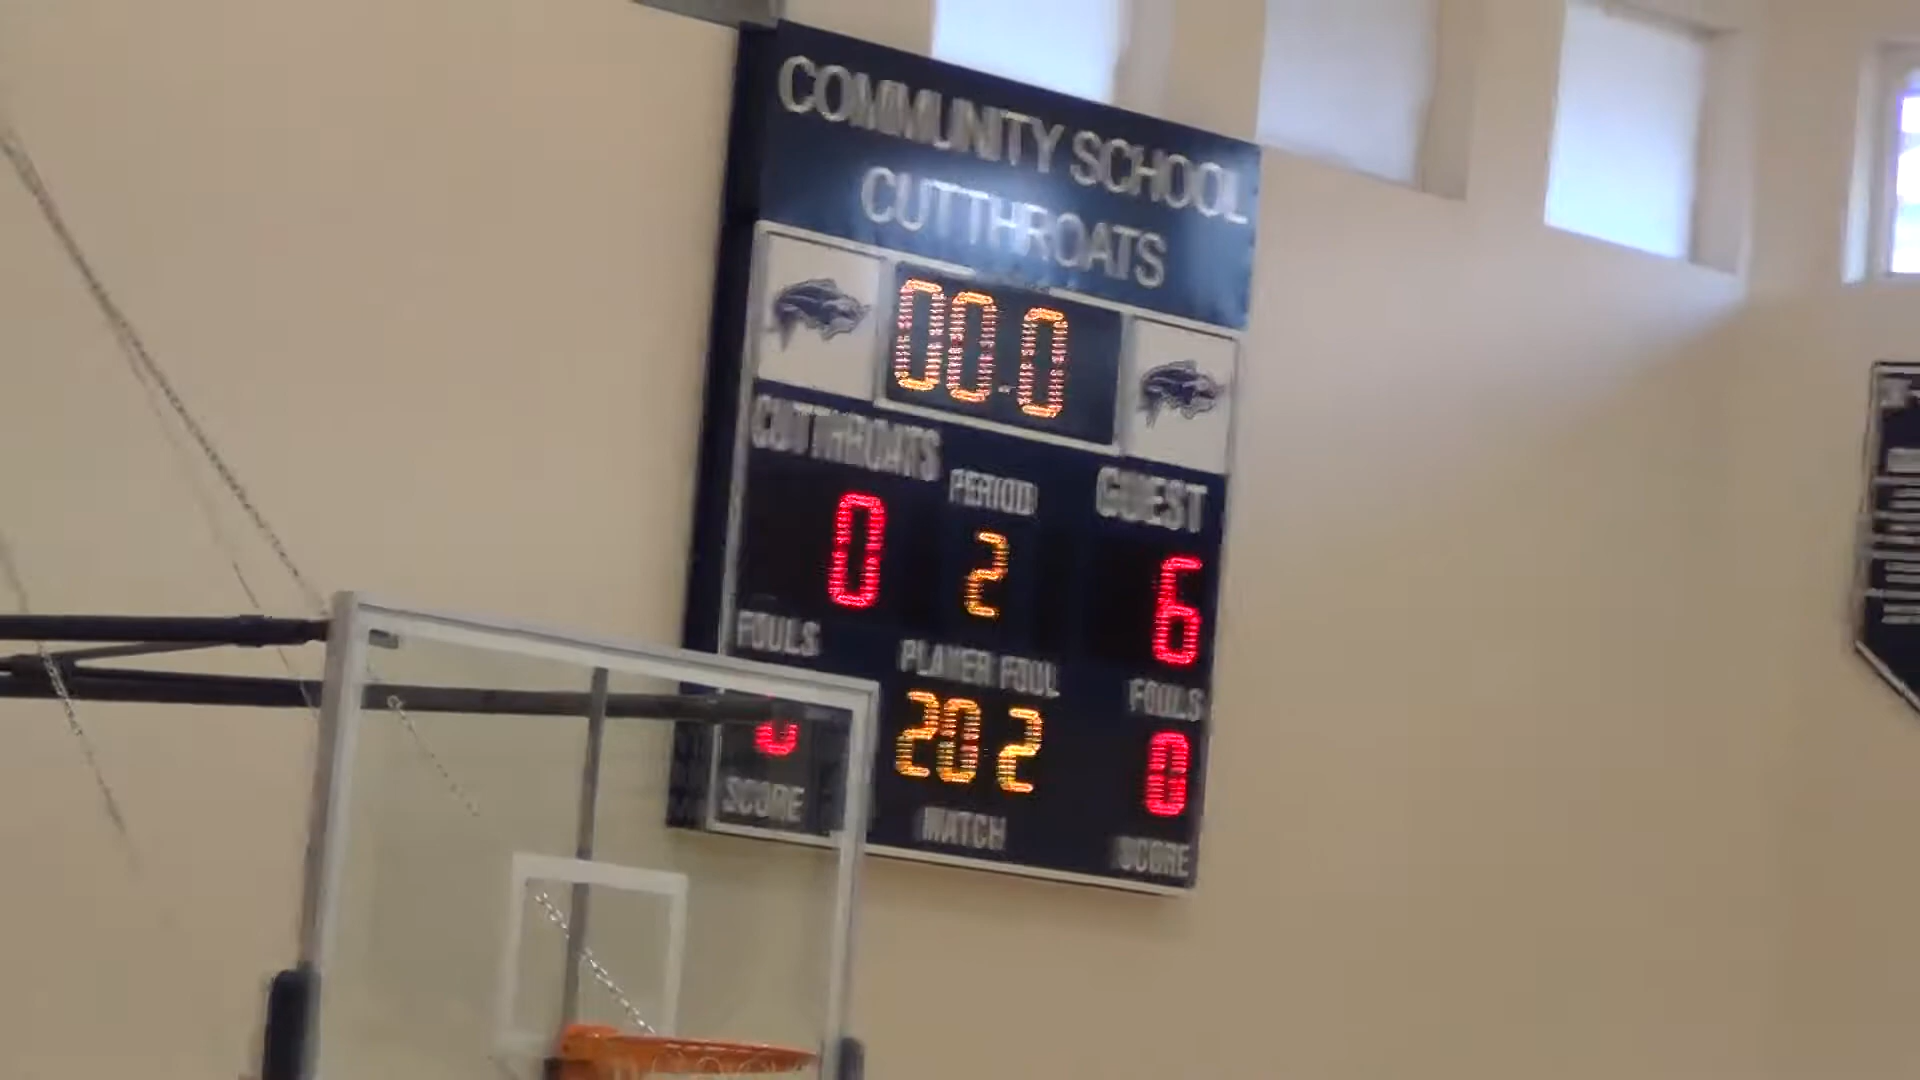 COMMUNITY SCHOOL
CUTTHROATS
00.0
CUTTHROATS
PERIOD
GUEST
0
2
6
FOULS
PLAYER FOUL
FOULS
20 2
0
SCORE
MATCH
SCORE